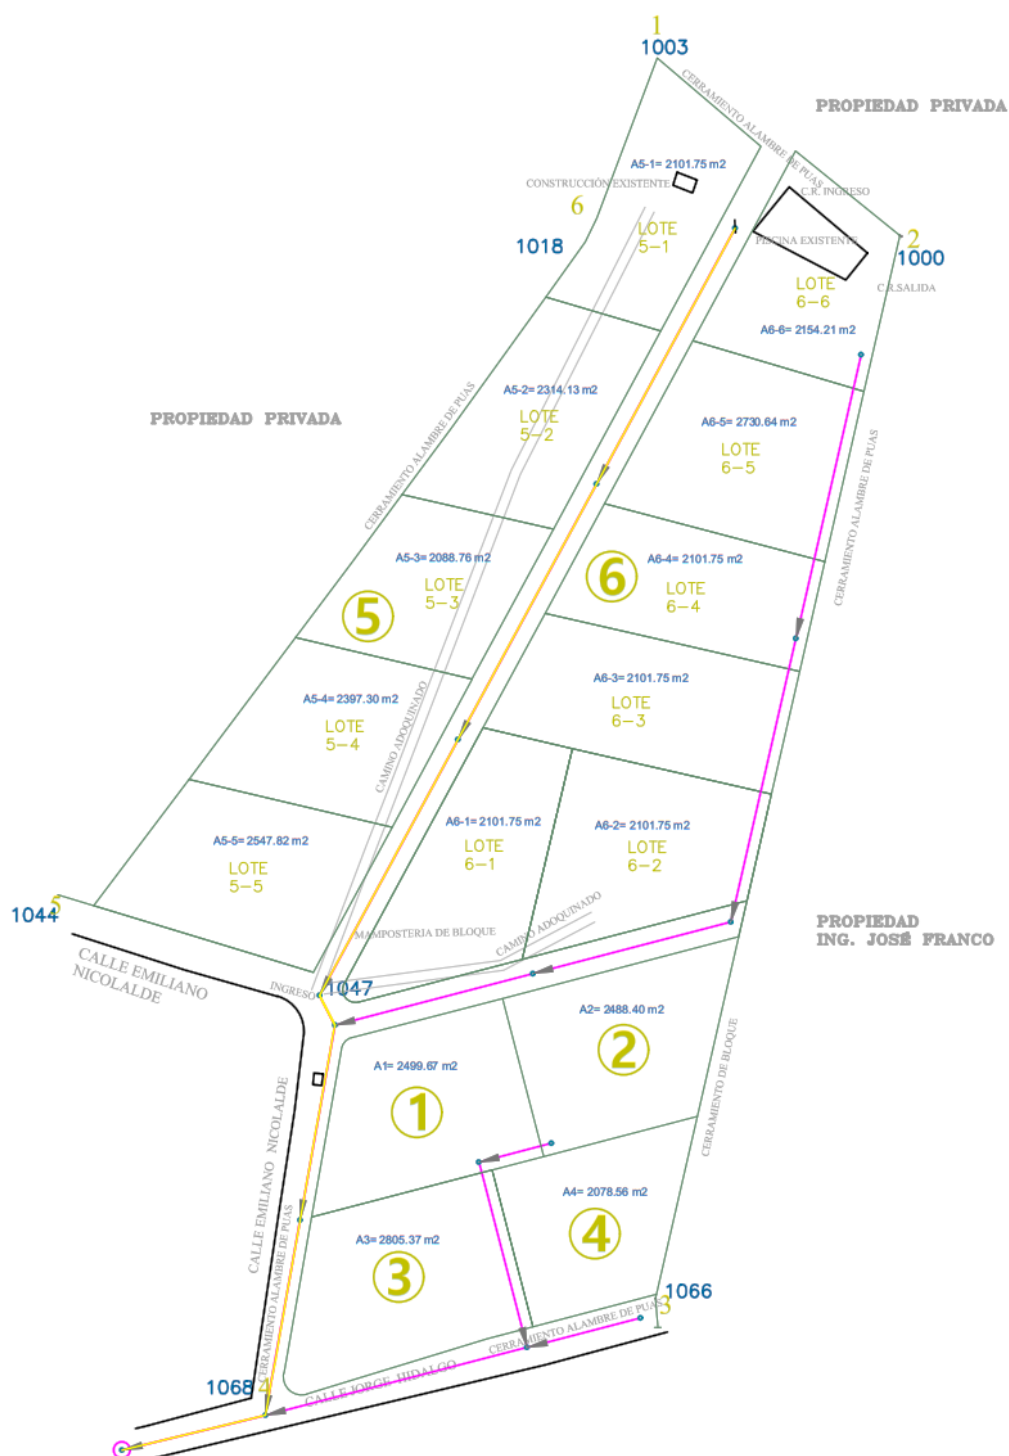 1
1003
CERRAMIENTO ALAMBRE DE PUAS
PROPIEDAD PRIVADA
A5-1= 2101.75 m2
CONSTRUCCIÓN EXISTENTE
C.R. INGRESO
6
LOTE
5-1
1018
PISCINA EXISTENTE
2
1000
LOTE
6-6
C.R.SALIDA
A6-6= 2154.21 m2
CERRAMIENTO ALAMBRE DE PUAS
A5-2= 2314.13 m2
LOTE
5-2
PROPIEDAD PRIVADA
A6-5= 2730.64 m2
LOTE
6-5
CERRAMIENTO ALAMBRE DE PUAS
A5-3= 2088.76 m2
LOTE
5-3
5
6
A6-4= 2101.75 m2
LOTE
6-4
A6-3= 2101.75 m2
LOTE
6-3
A5-4= 2397.30 m2
LOTE
5-4
CAMINO ADOQUINADO
A6-1= 2101.75 m2
LOTE
6-1
A6-2= 2101.75 m2
LOTE
6-2
A5-5= 2547.82 m2
LOTE
5-5
5
1044
CALLE EMILIANO
NICOLALDE
MAMPOSTERIA DE BLOQUE
CAMINO ADOQUINADO
PROPIEDAD
ING. JOSÉ FRANCO
INGRESO
1047
A2= 2488.40 m2
2
A1= 2499.67 m2
1
CERRAMIENTO DE BLOQUE
CALLE EMILIANO NICOLALDE
CERRAMIENTO ALAMBRE DE PUAS
A4= 2078.56 m2
4
A3= 2805.37 m2
3
1066
3
CERRAMIENTO ALAMBRE DE PUAS
CALLE JORGE HIDALGO
1068
4